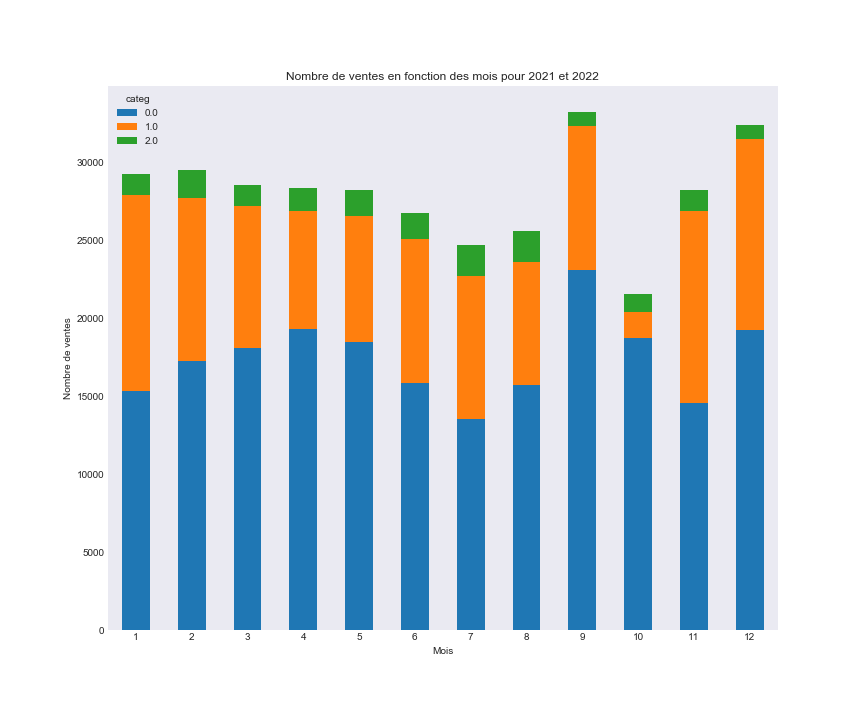 Nombre de ventes en fonction des mois pour 2021 et 2022
categ
0.0
1.0
2.0
30000
25000
20000
15000
10000
5000
0
Nombre de ventes
1 2 3 4 5 6 7 8 9 10 11 12
Mois